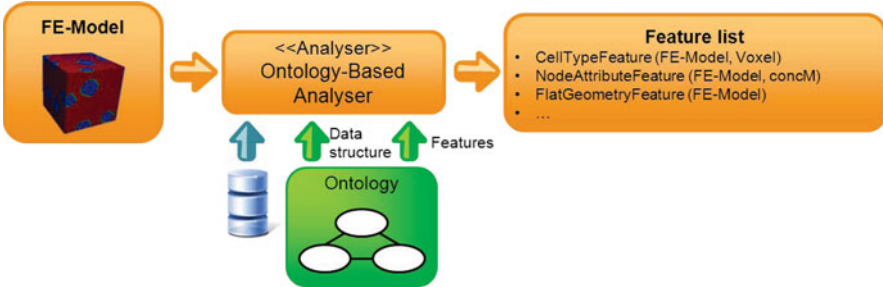 FE-Model
<<Analyser>>
Ontology-Based
Analyser
Feature list
• CellTypeFeature (FE-Model, Voxel)
• NodeAttributeFeature (FE-Model, concM)
• FlatGeometryFeature (FE-Model)
• ...
Data
structure
Features
Ontology